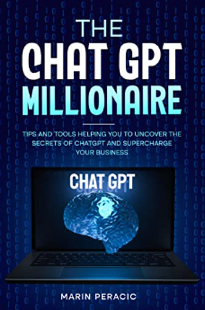 THE
CHAT GPT
MILLIONAIRE
TIPS AND TOOLS HELPING YOU TO UNCOVER THE
SECRETS OF CHATGPT AND SUPERCHARGE
YOUR BUSINESS
CHAT GPT
MARIN PERACIC